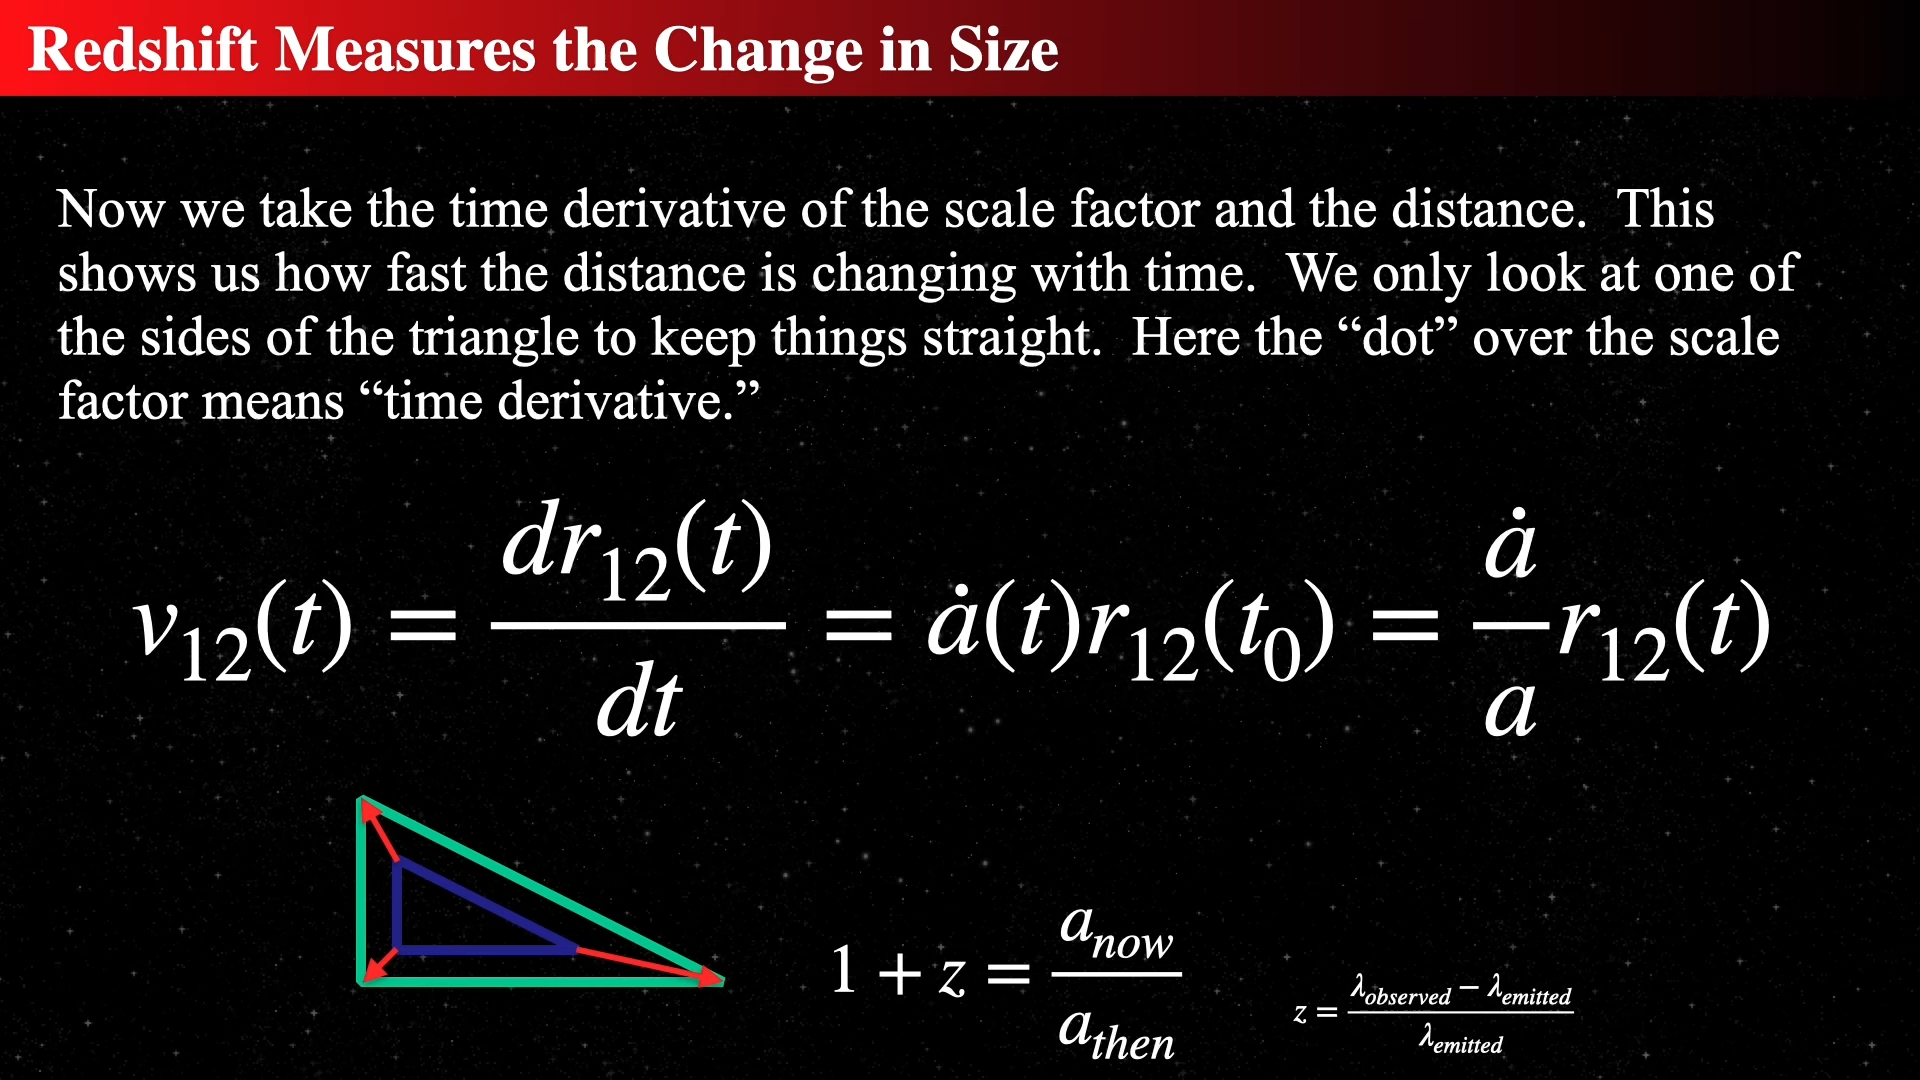 Redshift Measures the Change in Size
Now we take the time derivative of the scale factor and the distance.  This
shows us how fast the distance is changing with time.  We only look at one of
the sides of the triangle to keep things straight.  Here the “dot” over the scale
factor means “time derivative.”
v₁₂(t) = dr₁₂(t)/dt = ȧ(t)r₁₂(t₀) = ȧ/a r₁₂(t)
1 + z = a_now/a_then
z = (λ_observed − λ_emitted)/λ_emitted